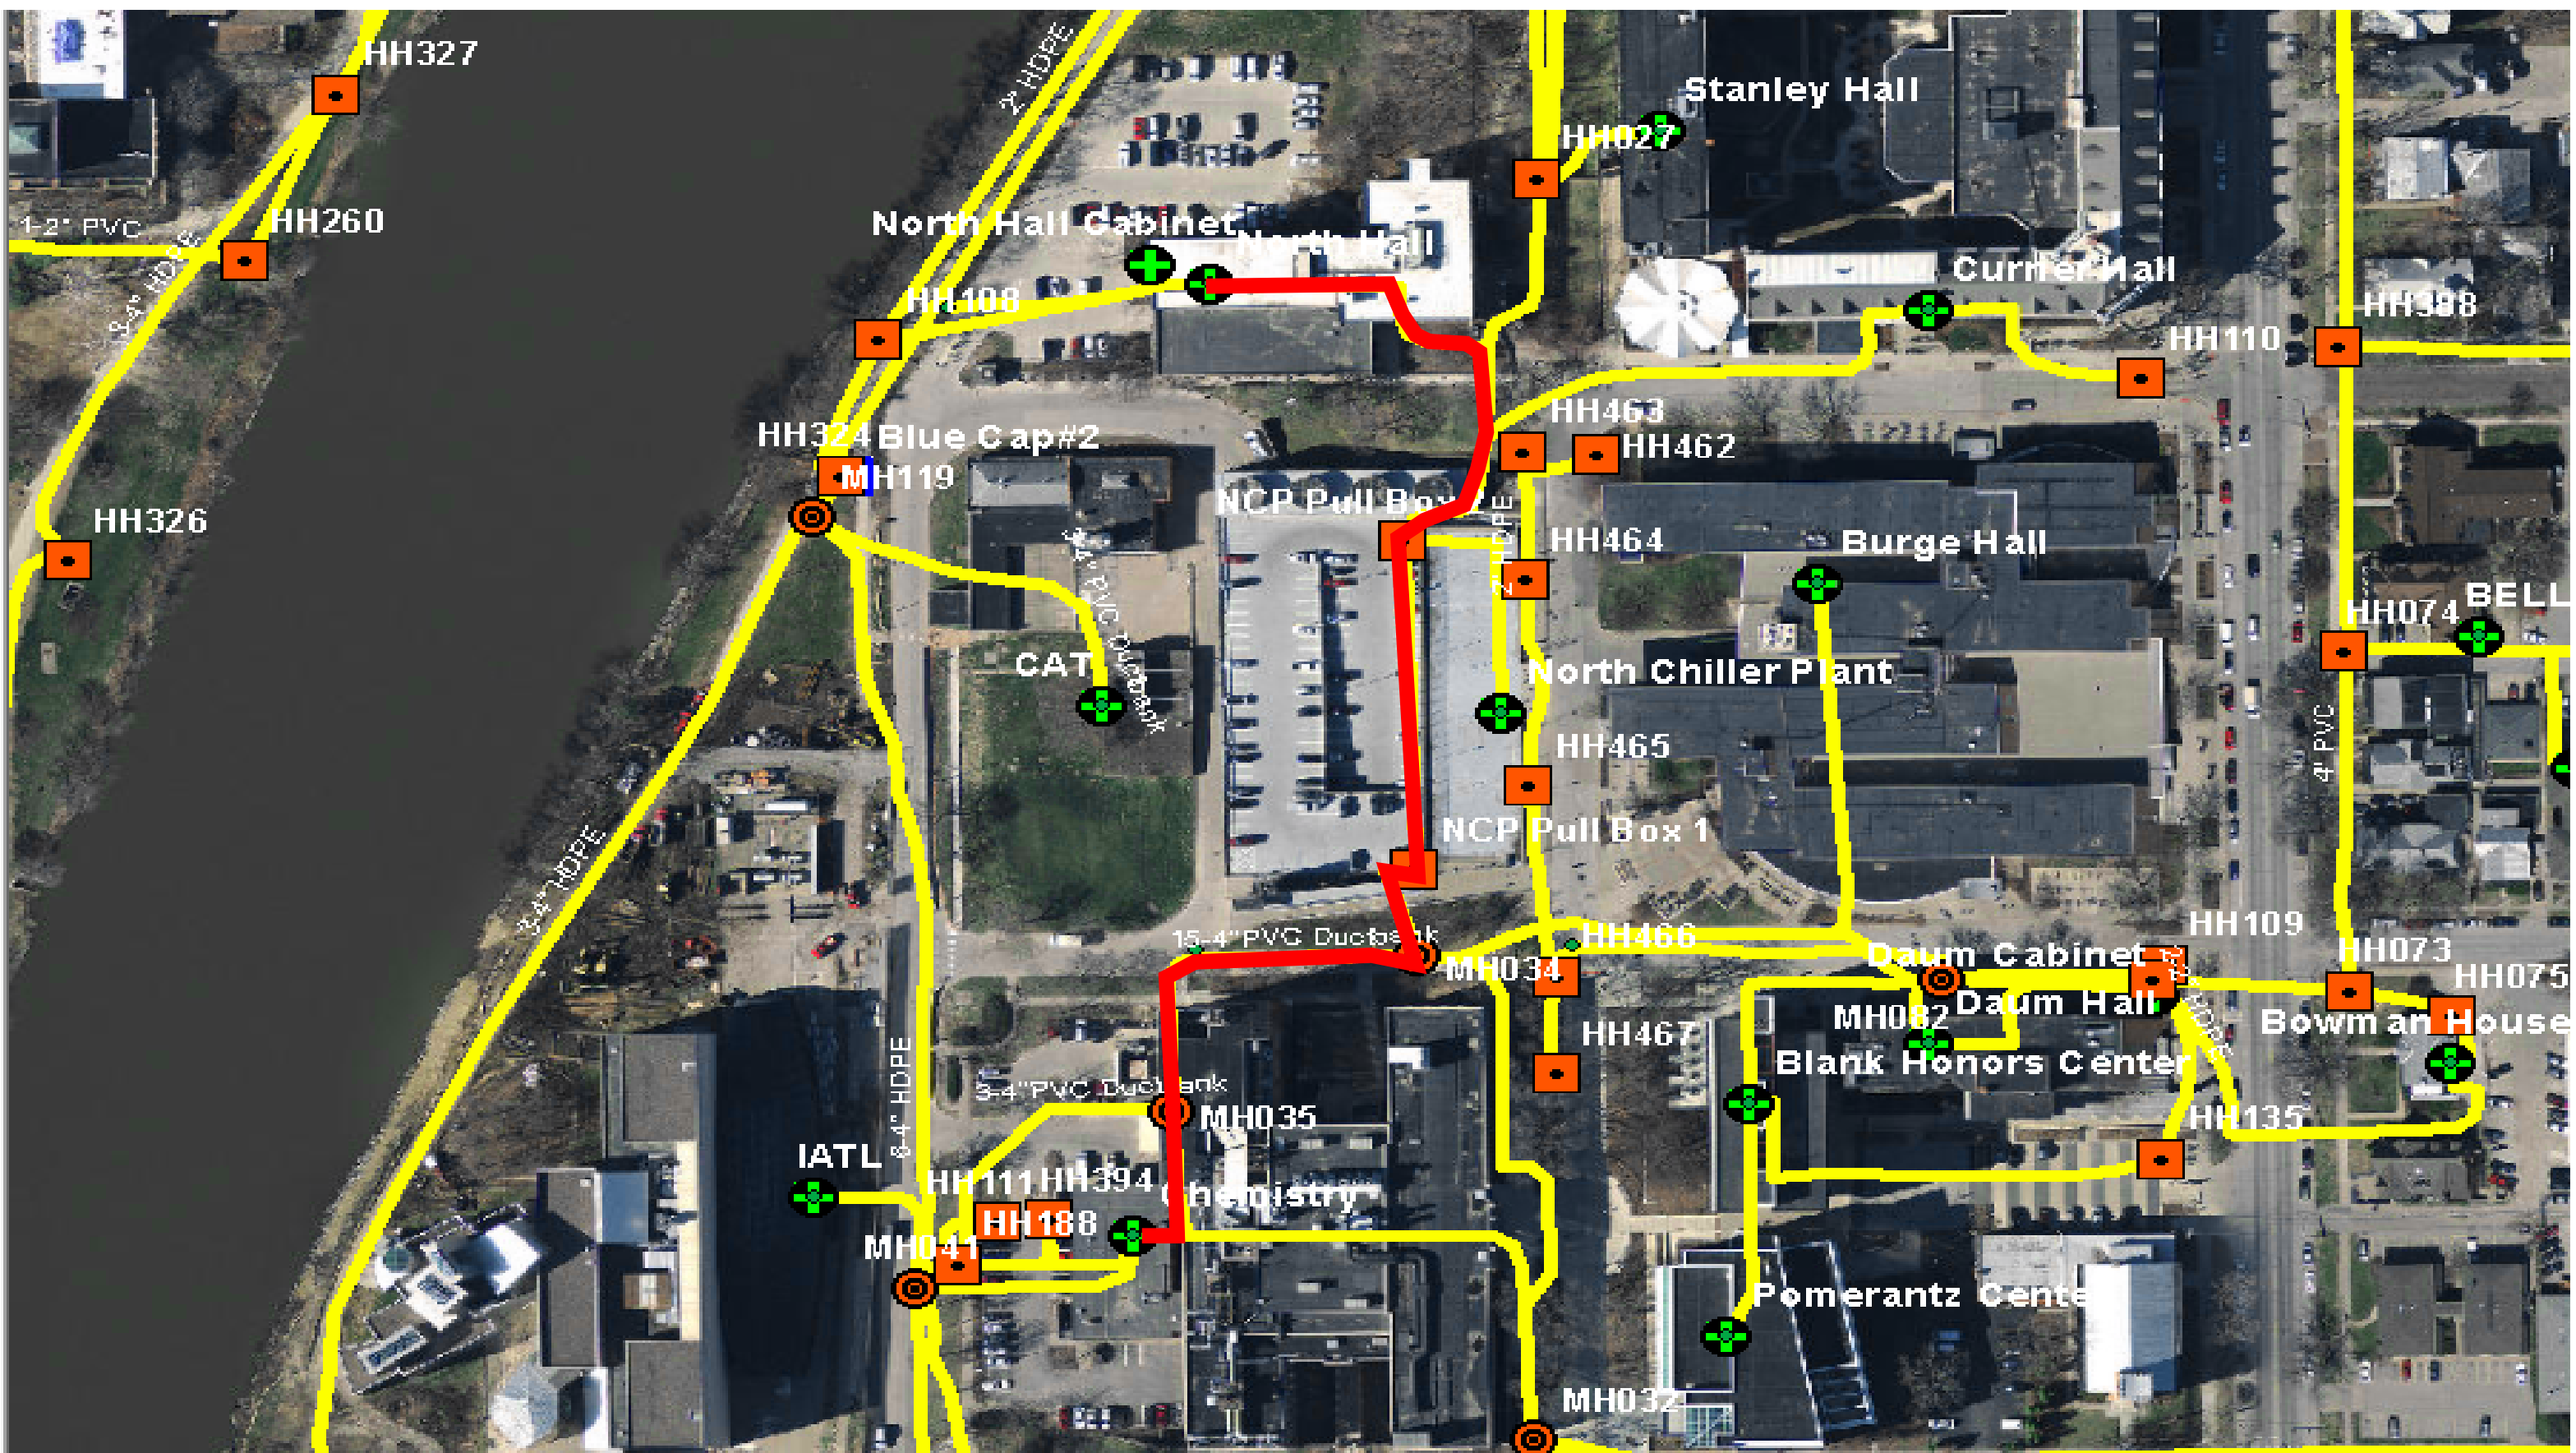 HH327
2" HDPE
Stanley Hall
HH027
1-2" PVC
HH260
3-4" HDPE
North Hall Cabinet
North Hall
Currier Hall
HH108
HH388
HH110
HH463
HH324
Blue Cap#2
HH462
MH119
NCP Pull Box
HH326
2" HDPE
HH464
Burge Hall
3-4" PVC Ductbank
BELL
HH074
CAT
North Chiller Plant
4" PVC
HH465
NCP Pull Box 1
3-4" HDPE
15-4"PVC Ductbank
HH466
HH109
Daum Cabinet
HH073
MH034
HH075
Daum Hall
MH082
Bowman House
HH467
Blank Honors Center
6-4" HDPE
3-4"PVC Ductbank
MH035
HH135
IATL
HH111
HH394
Chemistry
HH188
MH041
Pomerantz Cente
MH032